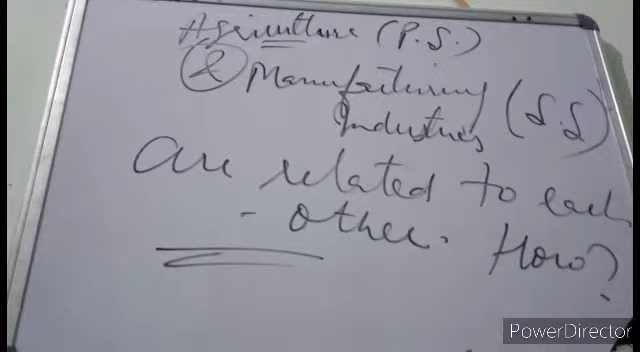 Agriculture (P.S.)
& Manufacturing
Industries (S.S)
are related to each
- other. How?
PowerDirector